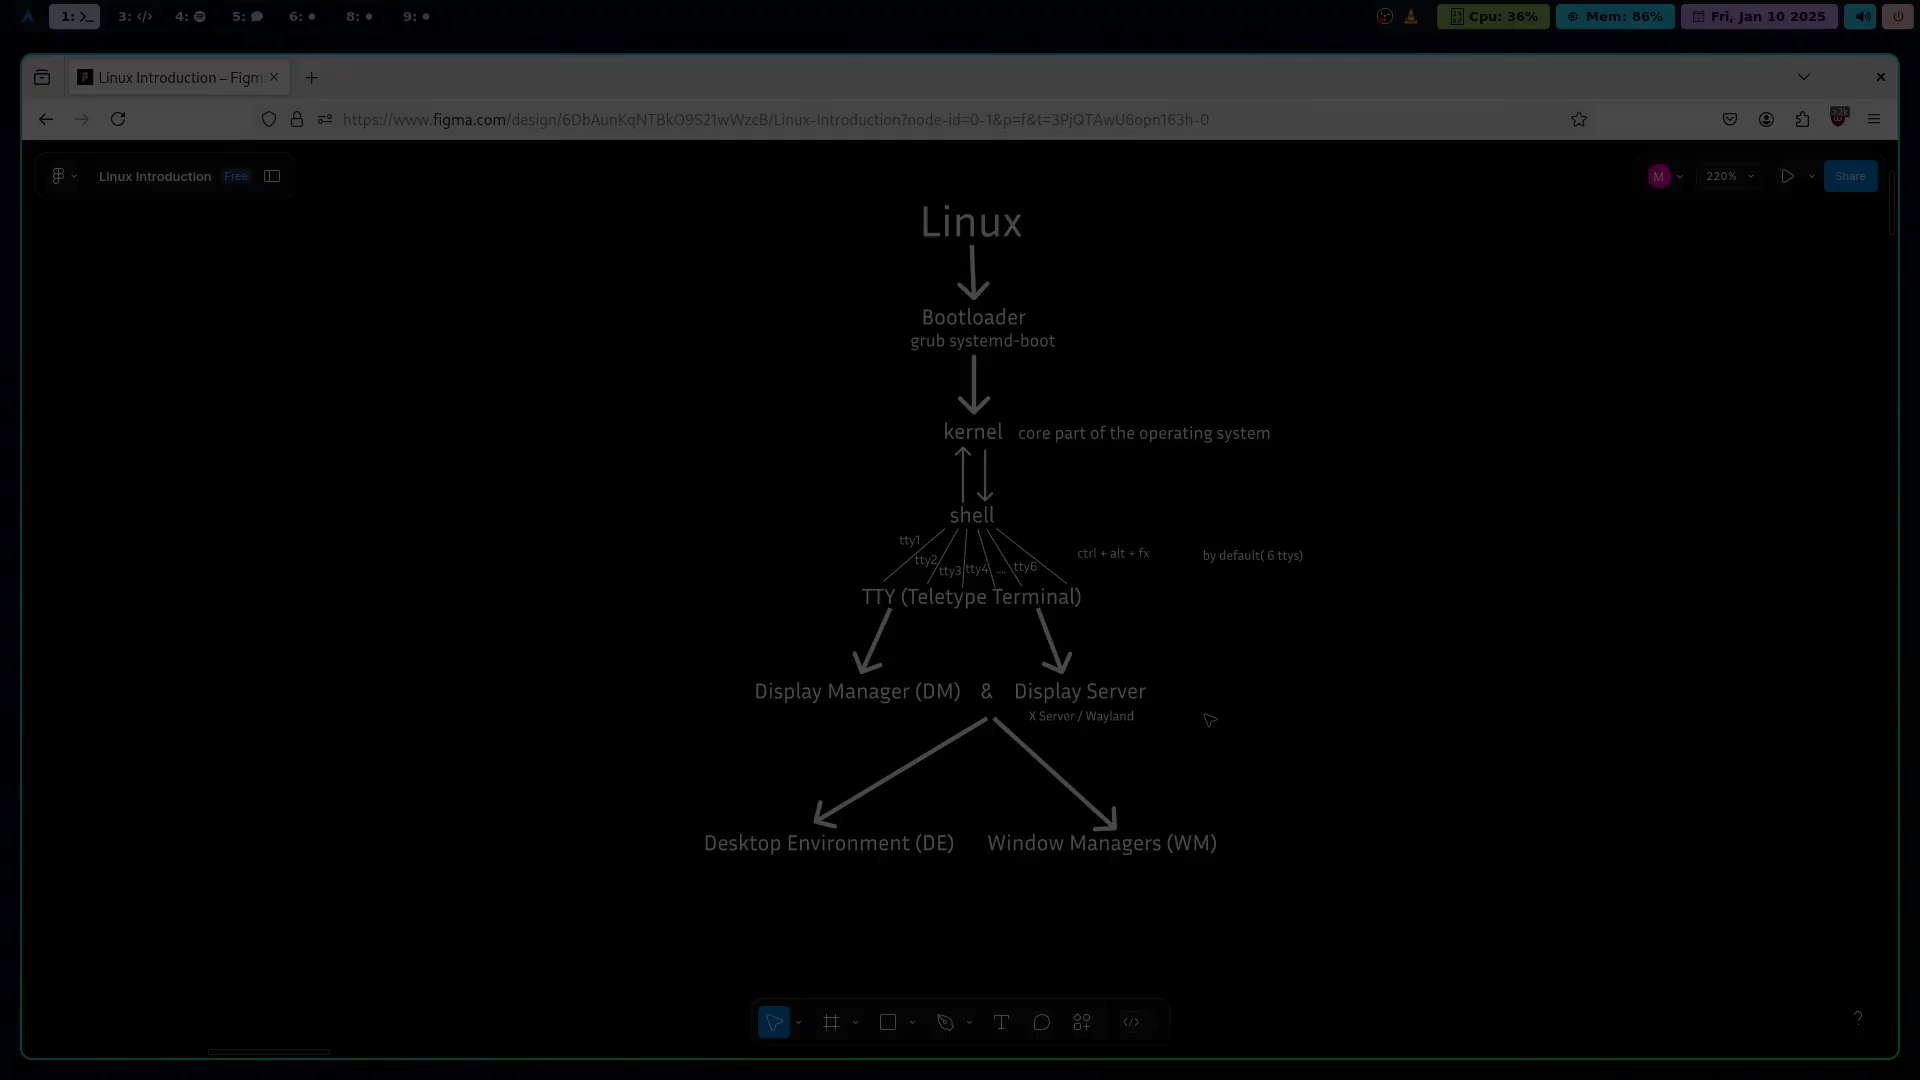 1: >_ 3: </> 4: 5: 6: 8: 9: Cpu: 36% Mem: 86% Fri, Jan 10 2025
Linux Introduction – Figm
https://www.figma.com/design/6DbAunKqNTBkO9S21wWzcB/Linux-Introduction?node-id=0-1&p=f&t=3PjQTAwU6opn163h-0
Linux Introduction Free M 220% Share
Linux
Bootloader
grub systemd-boot
kernel core part of the operating system
shell
tty1
tty2 tty3 tty4 .... tty6 ctrl + alt + fx by default( 6 ttys)
TTY (Teletype Terminal)
Display Manager (DM) & Display Server
X Server / Wayland
Desktop Environment (DE) Window Managers (WM)